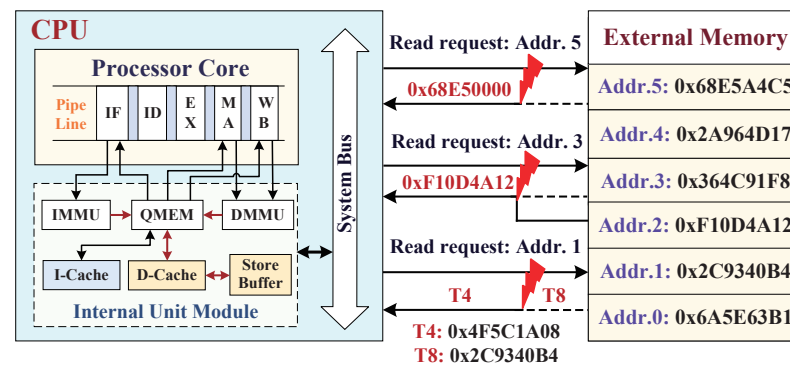 CPU
Processor Core
Pipe
Line
IF
ID
E
X
M
A
W
B
IMMU
QMEM
DMMU
I-Cache
D-Cache
Store
Buffer
Internal Unit Module
System Bus
Read request: Addr. 5
0x68E50000
Read request: Addr. 3
0xF10D4A12
Read request: Addr. 1
T4
T8
T4: 0x4F5C1A08
T8: 0x2C9340B4
External Memory
Addr.5: 0x68E5A4C5
Addr.4: 0x2A964D17
Addr.3: 0x364C91F8
Addr.2: 0xF10D4A12
Addr.1: 0x2C9340B4
Addr.0: 0x6A5E63B1